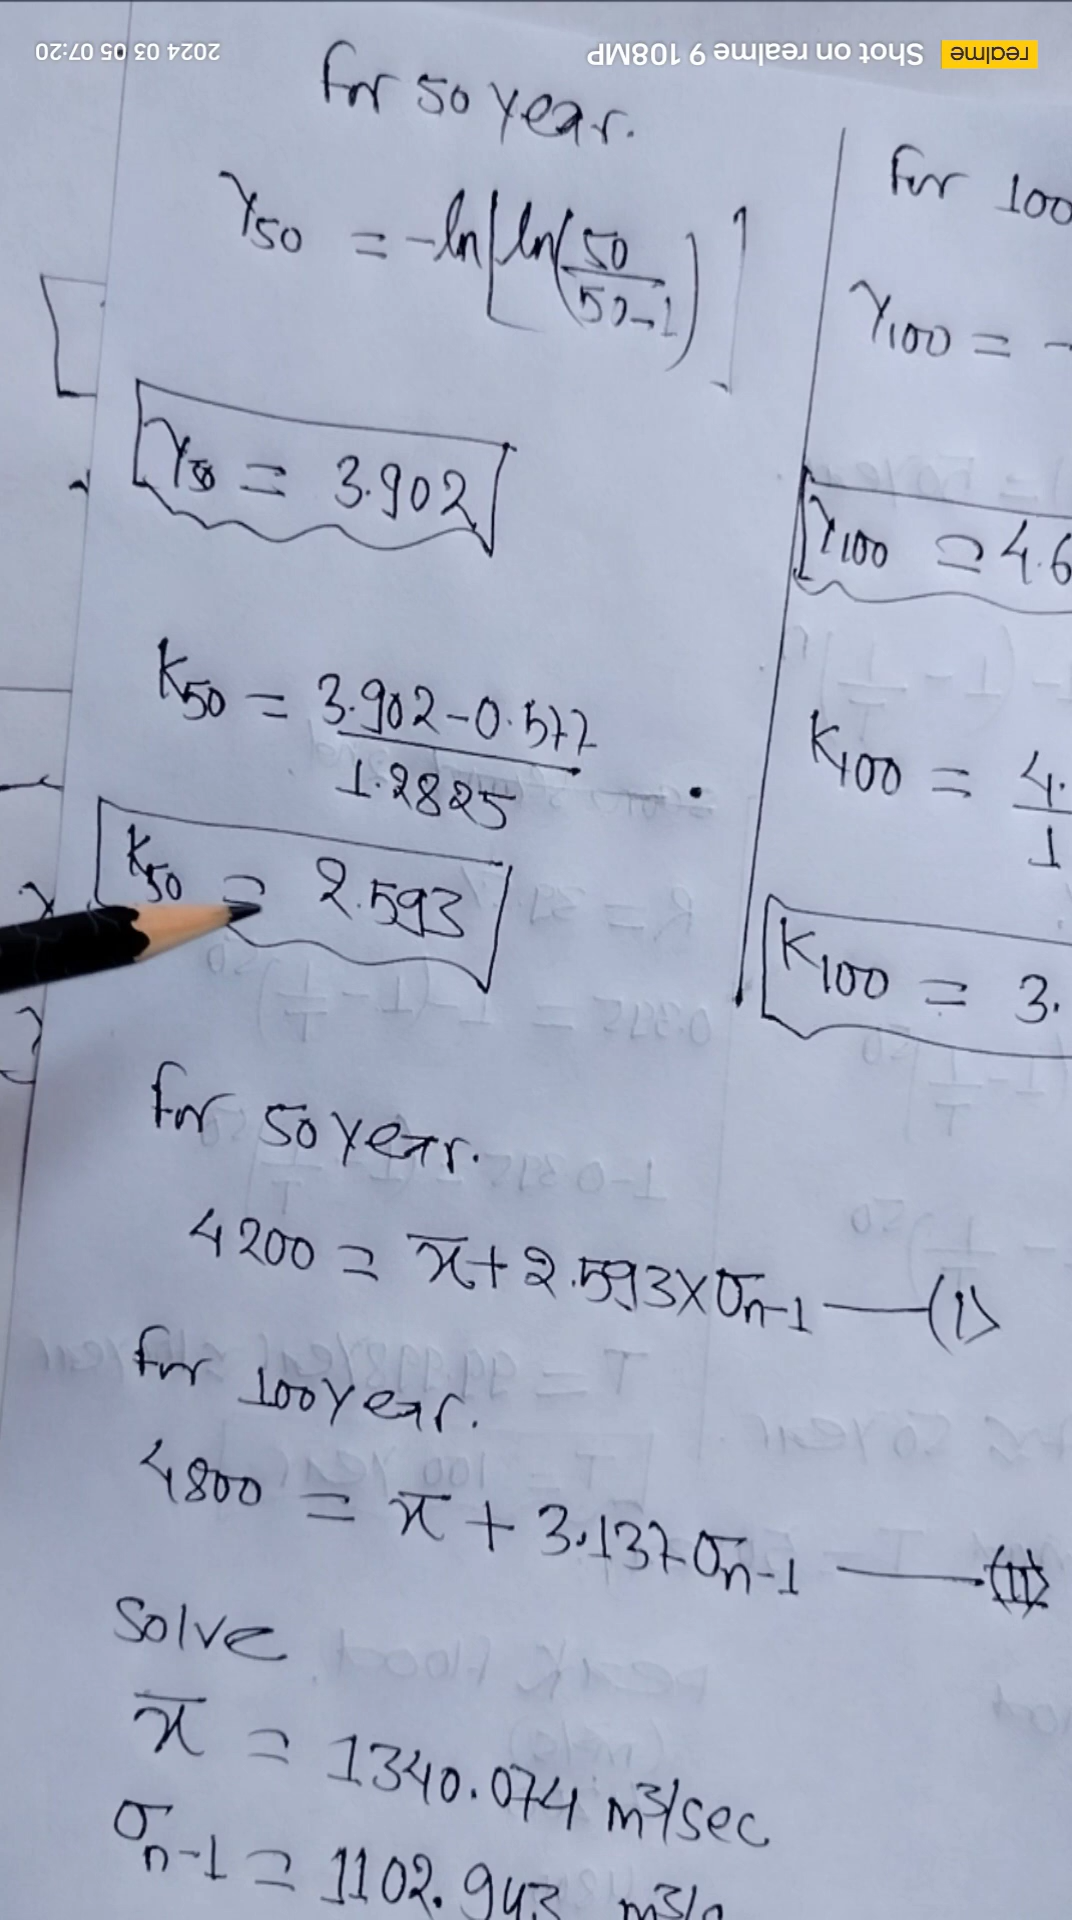 realme Shot on realme 9 108MP 2024 03 05 07:20
for 50 year.
Y50 = -ln[ln(50/50-1)]
Y50 = 3.902
K50 = 3.902-0.577
1.2825
K50 = 2.593
for 100
Y100 = -
Y100 = 4.6
K100 = 4.
1
K100 = 3.
for 50 year.
4200 = x̄ + 2.593×σn-1 —(I)
for 100 year.
4800 = x̄ + 3.137σn-1 —(II)
Solve
x̄ = 1340.074 m³/sec
σn-1 = 1102.943 m³/s